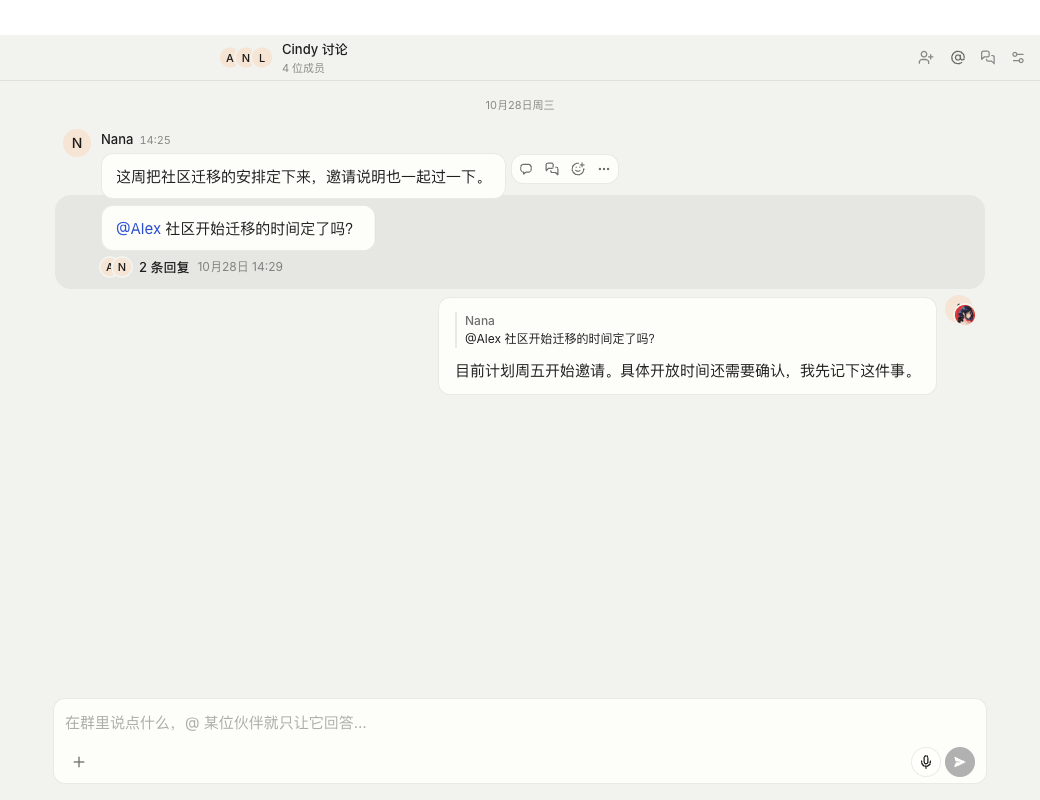 A N L
Cindy 讨论
4 位成员
10月28日周三
N
Nana 14:25
这周把社区迁移的安排定下来，邀请说明也一起过一下。
@Alex 社区开始迁移的时间定了吗？
A N 2 条回复 10月28日 14:29
Nana
@Alex 社区开始迁移的时间定了吗？
目前计划周五开始邀请。具体开放时间还需要确认，我先记下这件事。
在群里说点什么，@ 某位伙伴就只让它回答...